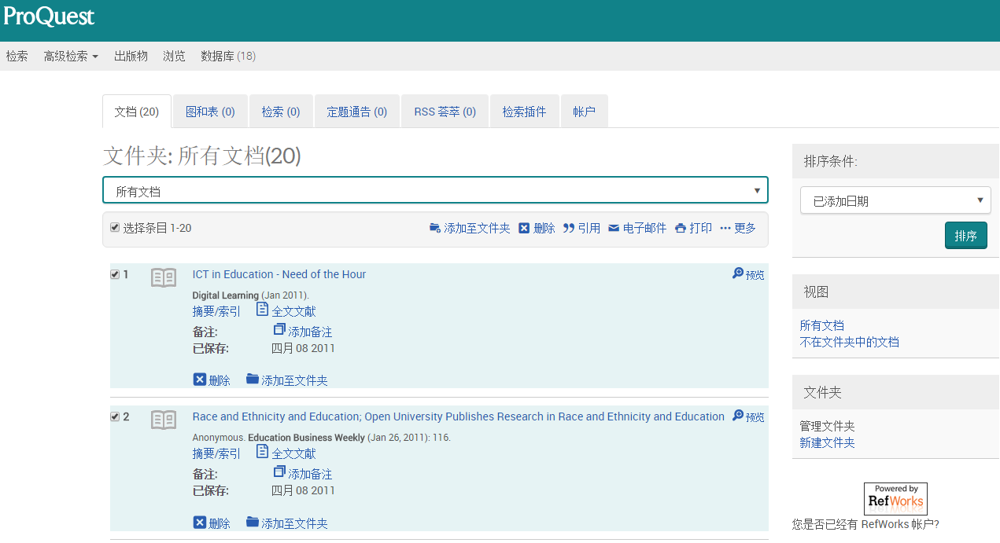 ProQuest
检索 高级检索 出版物 浏览 数据库 (18)
文档 (20) 图和表 (0) 检索 (0) 定题通告 (0) RSS 荟萃 (0) 检索插件 帐户
文件夹: 所有文档(20)
所有文档
选择条目 1-20 添加至文件夹 删除 引用 电子邮件 打印 更多
1 ICT in Education - Need of the Hour 预览
Digital Learning (Jan 2011).
摘要/索引 全文文献
备注: 添加备注
已保存: 四月 08 2011
删除 添加至文件夹
2 Race and Ethnicity and Education; Open University Publishes Research in Race and Ethnicity and Education 预览
Anonymous. Education Business Weekly (Jan 26, 2011): 116.
摘要/索引 全文文献
备注: 添加备注
已保存: 四月 08 2011
删除 添加至文件夹
排序条件:
已添加日期
排序
视图
所有文档
不在文件夹中的文档
文件夹
管理文件夹
新建文件夹
Powered by
RefWorks
您是否已经有 RefWorks 帐户?